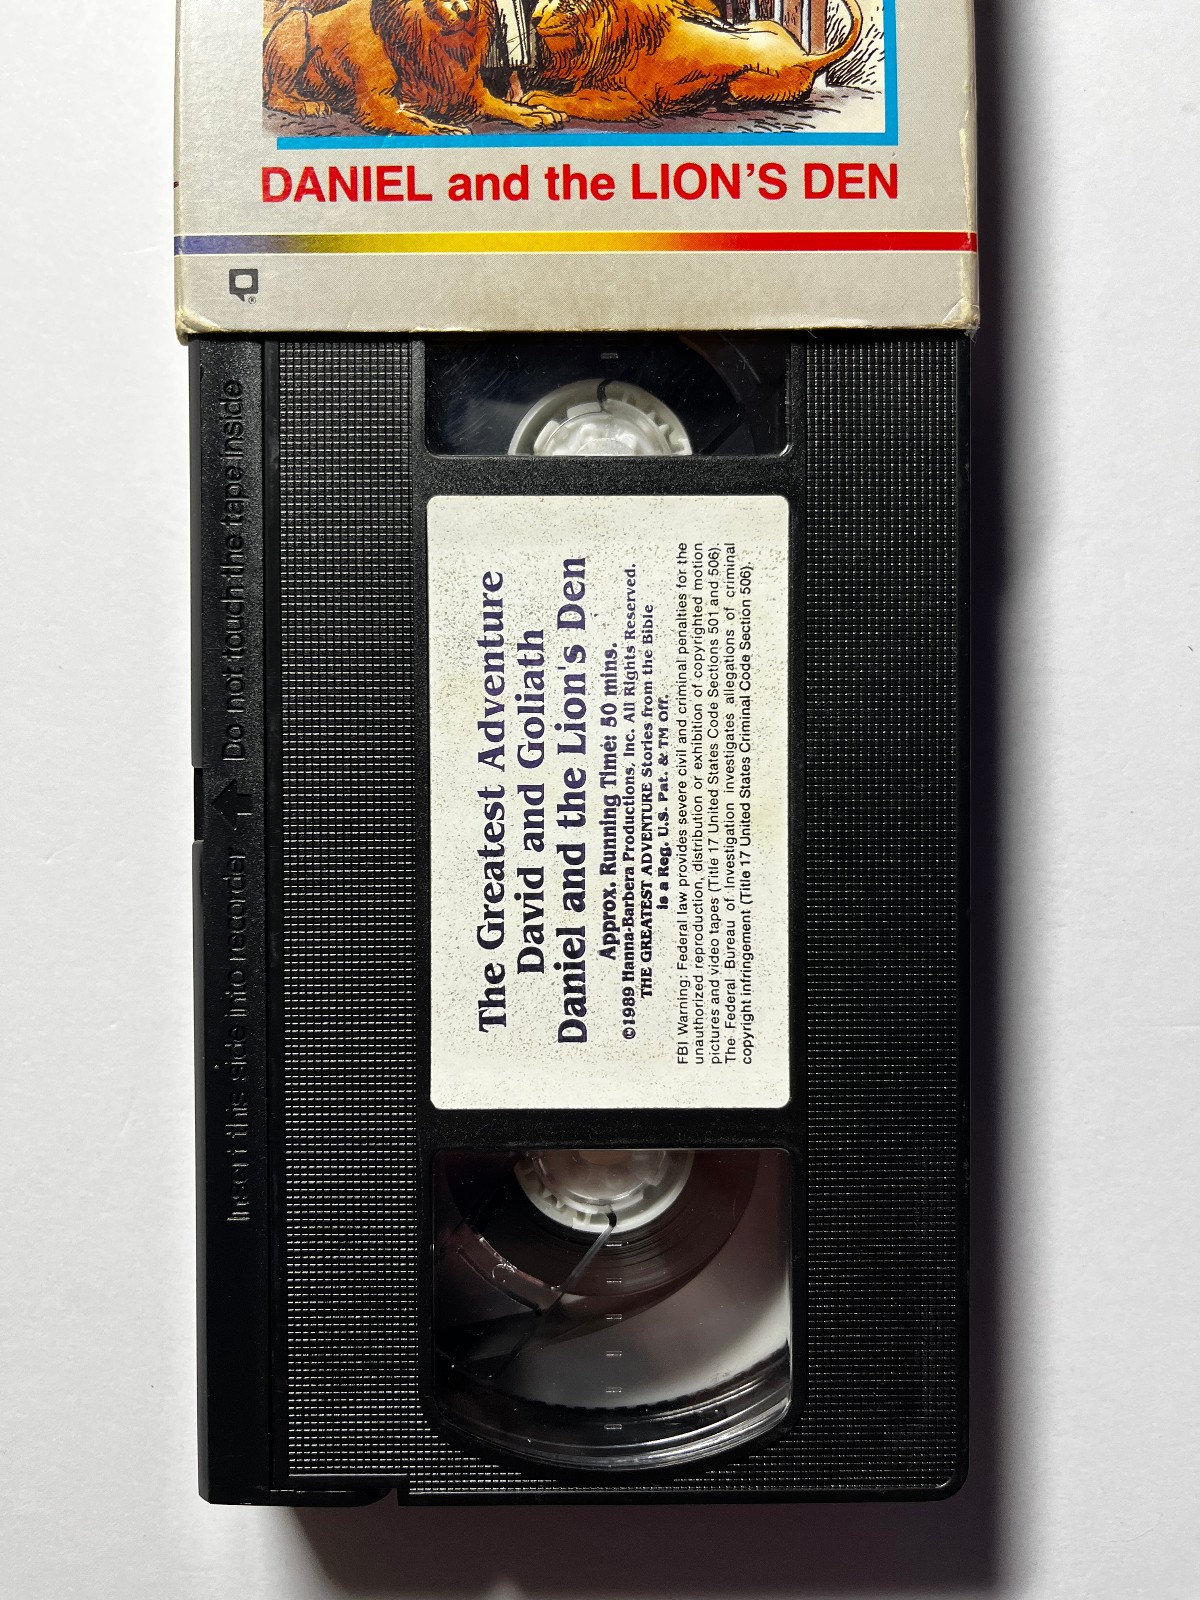 DANIEL and the LION'S DEN
®
Insert this side into recorder
Do not touch the tape inside
The Greatest Adventure
David and Goliath
Daniel and the Lion's Den
Approx. Running Time: 50 mins.
©1989 Hanna-Barbera Productions, Inc. All Rights Reserved.
THE GREATEST ADVENTURE Stories from the Bible
is a Reg. U.S. Pat. & TM Off.
FBI Warning: Federal law provides severe civil and criminal penalties for the
unauthorized reproduction, distribution or exhibition of copyrighted motion
pictures and video tapes (Title 17 United States Code Sections 501 and 506).
The Federal Bureau of Investigation investigates allegations of criminal
copyright infringement (Title 17 United States Criminal Code Section 506).